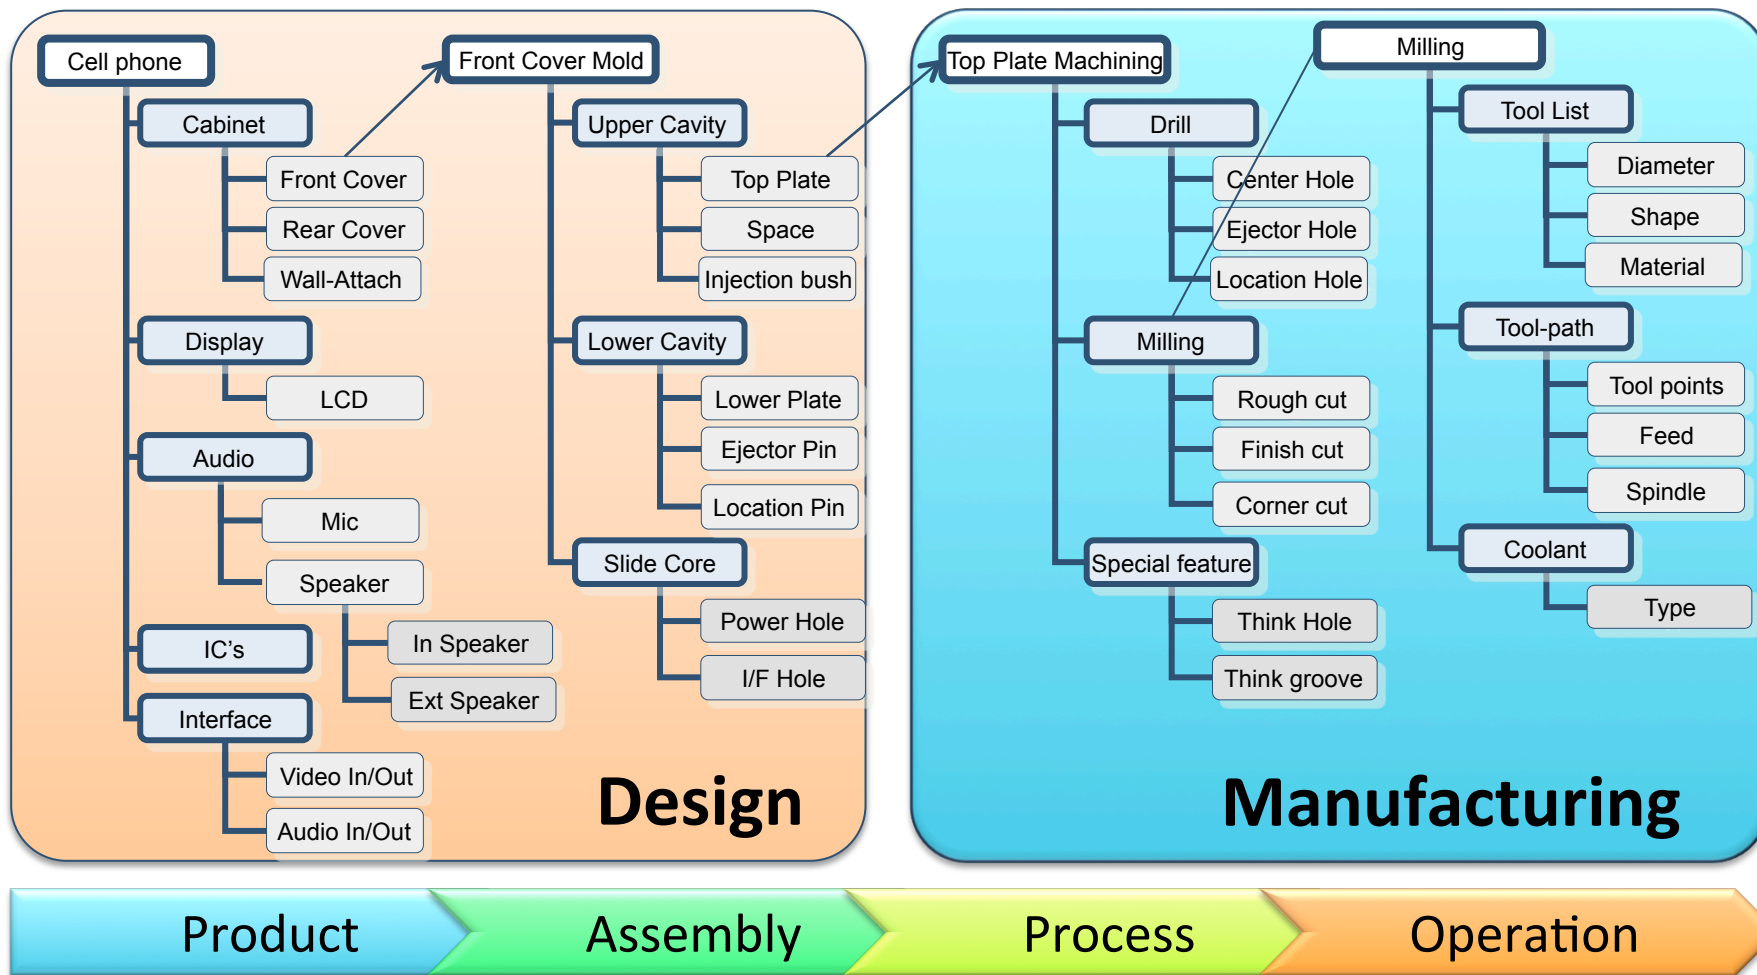 Cell phone
Cabinet
Front Cover
Rear Cover
Wall-Attach
Display
LCD
Audio
Mic
Speaker
In Speaker
Ext Speaker
IC's
Interface
Video In/Out
Audio In/Out
Front Cover Mold
Upper Cavity
Top Plate
Space
Injection bush
Lower Cavity
Lower Plate
Ejector Pin
Location Pin
Slide Core
Power Hole
I/F Hole
Design
Top Plate Machining
Drill
Center Hole
Ejector Hole
Location Hole
Milling
Rough cut
Finish cut
Corner cut
Special feature
Think Hole
Think groove
Milling
Tool List
Diameter
Shape
Material
Tool-path
Tool points
Feed
Spindle
Coolant
Type
Manufacturing
Product
Assembly
Process
Operation